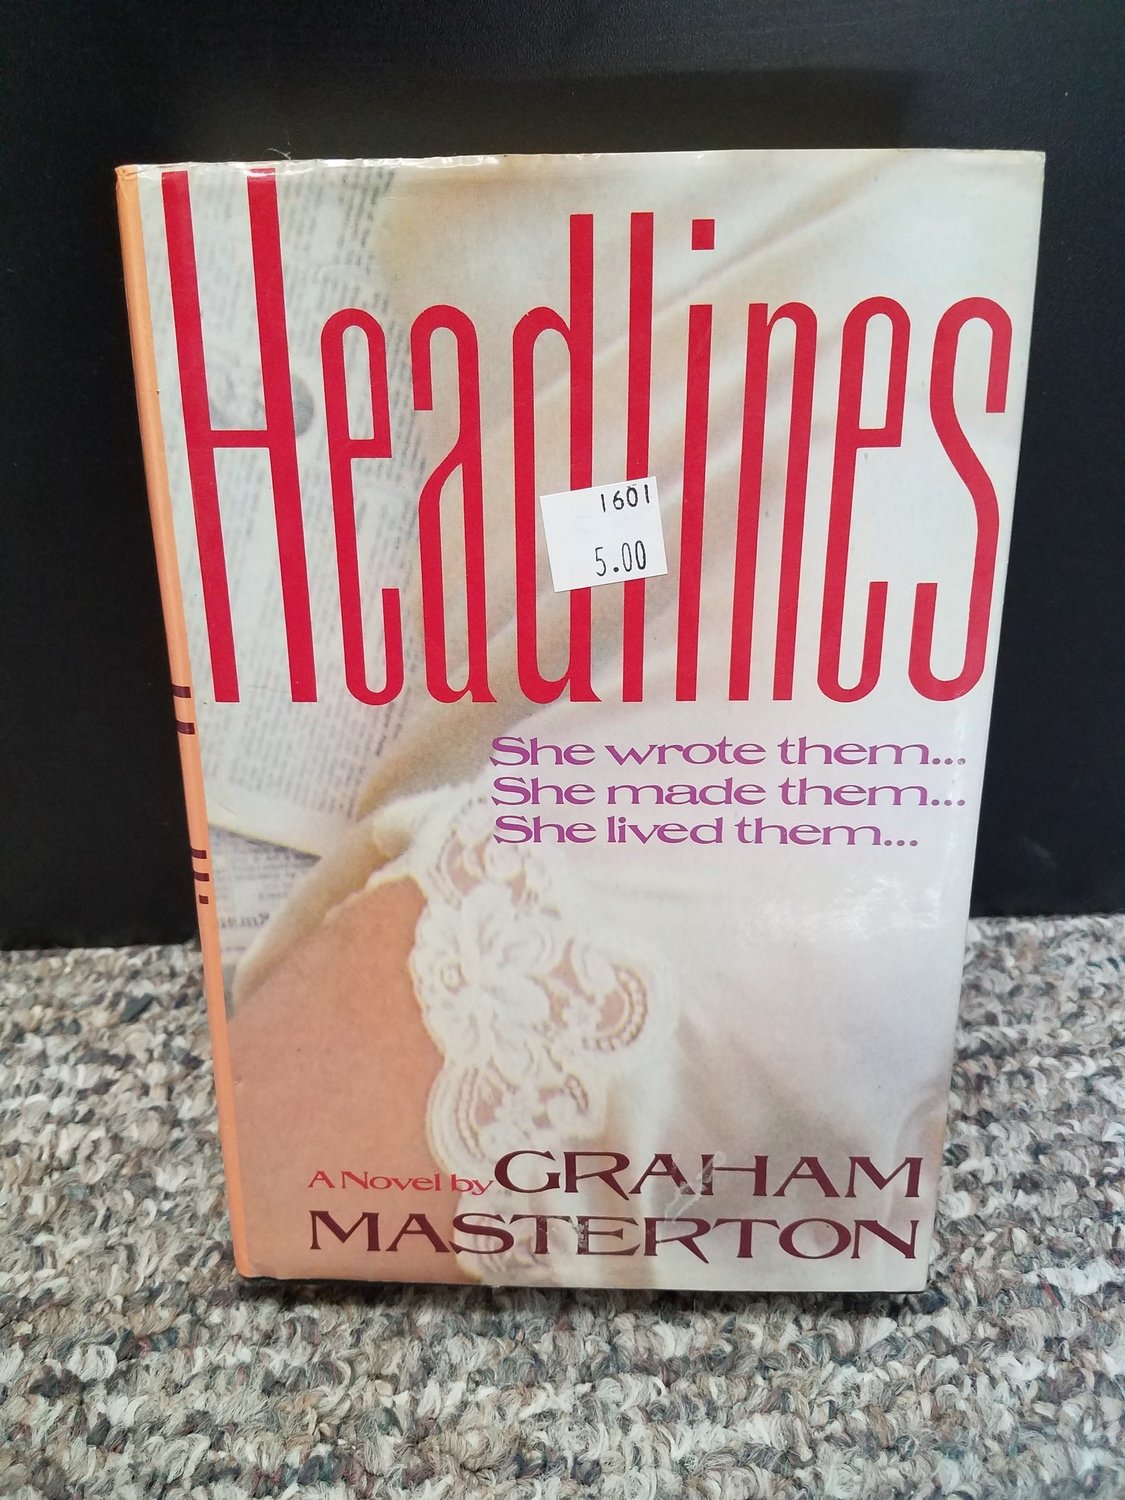 Headlines
1601
5.00
She wrote them...
She made them...
She lived them...
A Novel by GRAHAM
MASTERTON